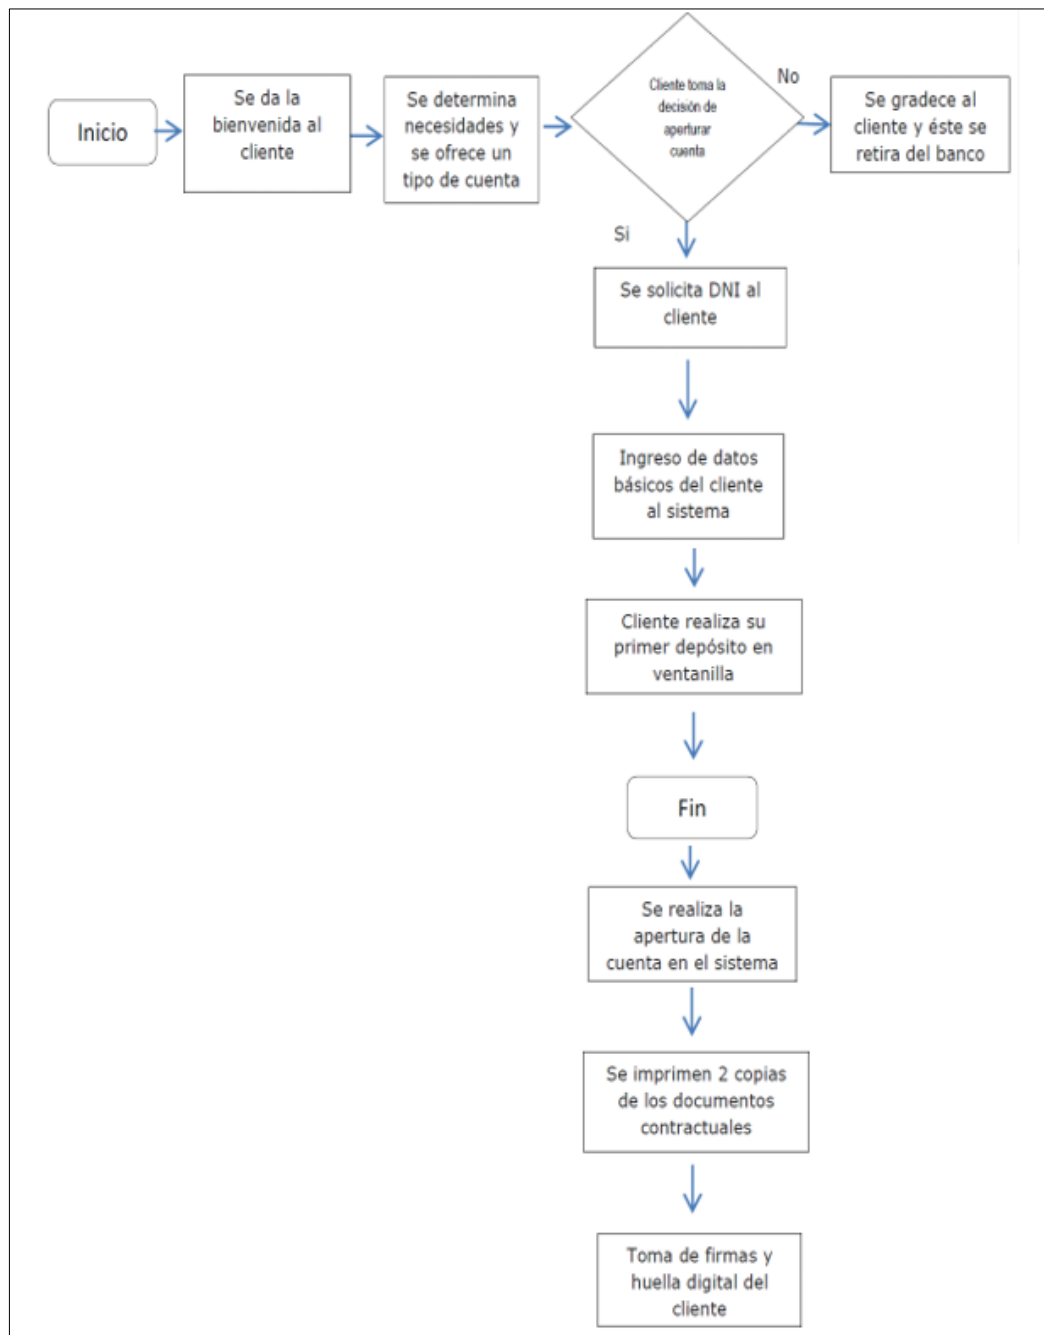 Inicio
Se da la
bienvenida al
cliente
Se determina
necesidades y
se ofrece un
tipo de cuenta
Cliente toma la
decisión de
aperturar
cuenta
No
Se gradece al
cliente y éste se
retira del banco
Si
Se solicita DNI al
cliente
Ingreso de datos
básicos del cliente
al sistema
Cliente realiza su
primer depósito en
ventanilla
Fin
Se realiza la
apertura de la
cuenta en el sistema
Se imprimen 2 copias
de los documentos
contractuales
Toma de firmas y
huella digital del
cliente